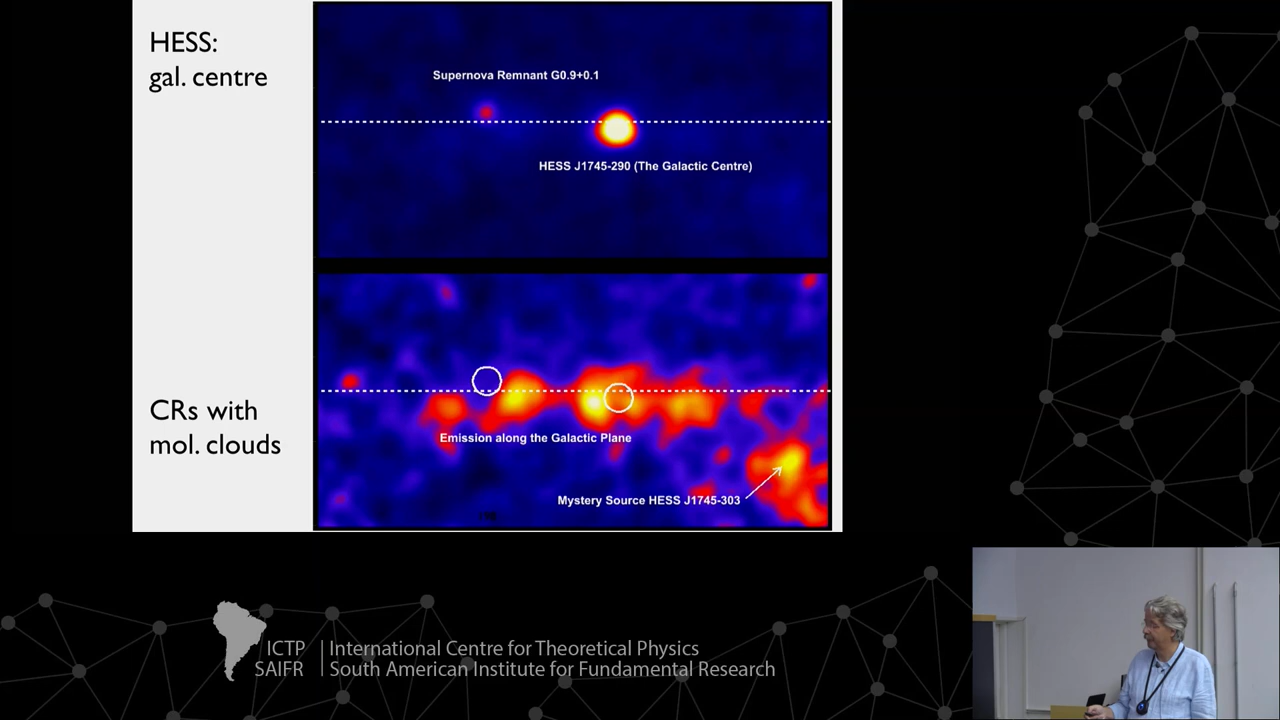 HESS:
gal. centre
Supernova Remnant G0.9+0.1
HESS J1745-290 (The Galactic Centre)
CRs with
mol. clouds
Emission along the Galactic Plane
Mystery Source HESS J1745-303
ICTP
SAIFR
International Centre for Theoretical Physics
South American Institute for Fundamental Research